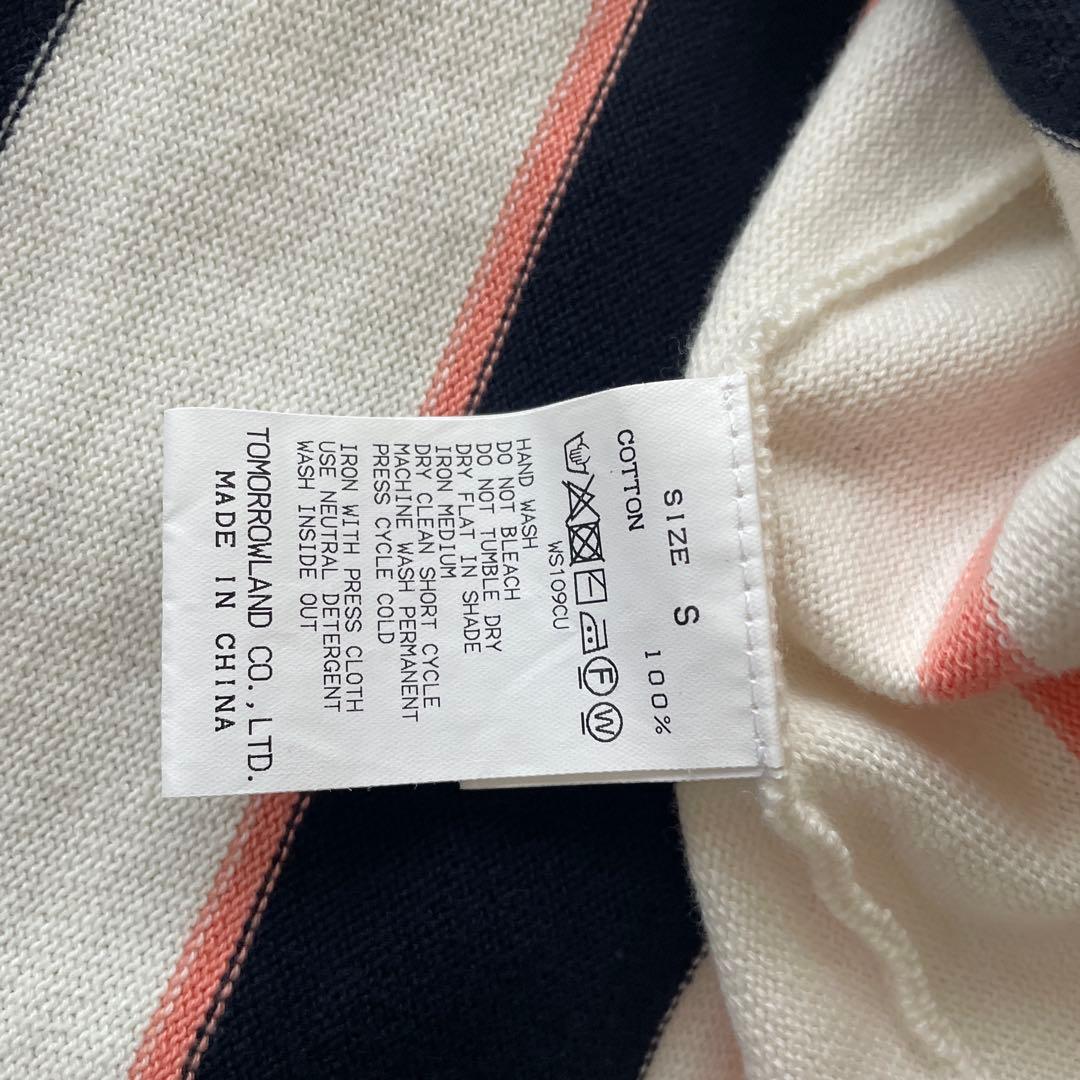 SIZE S
COTTON 100%
F W
WS109CU
HAND WASH
DO NOT BLEACH
DO NOT TUMBLE DRY
DRY FLAT IN SHADE
IRON MEDIUM
DRY CLEAN SHORT CYCLE
MACHINE WASH PERMANENT
PRESS CYCLE COLD
IRON WITH PRESS CLOTH
USE NEUTRAL DETERGENT
WASH INSIDE OUT
TOMORROWLAND CO.,LTD.
MADE IN CHINA